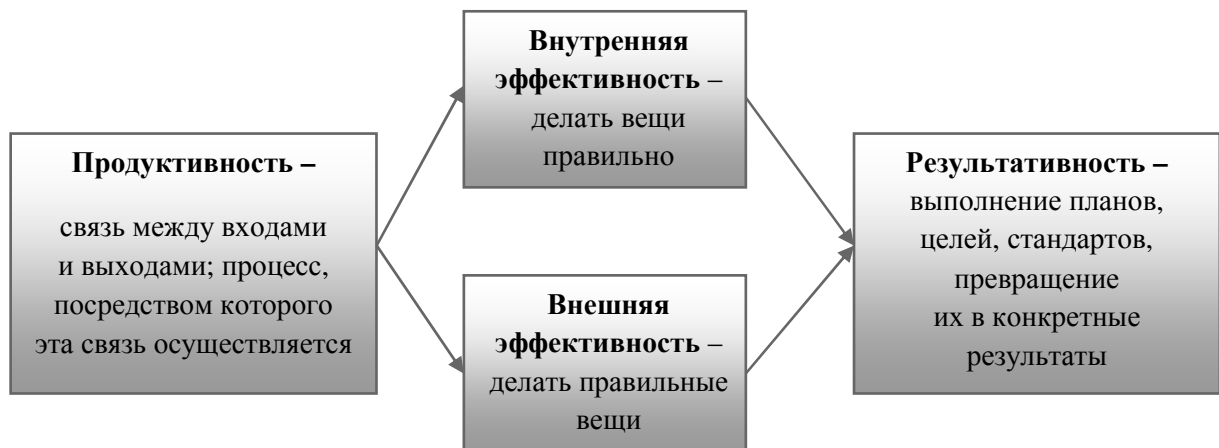 Продуктивность –
связь между входами
и выходами; процесс,
посредством которого
эта связь осуществляется
Внутренняя
эффективность –
делать вещи
правильно
Внешняя
эффективность –
делать правильные
вещи
Результативность –
выполнение планов,
целей, стандартов,
превращение
их в конкретные
результаты